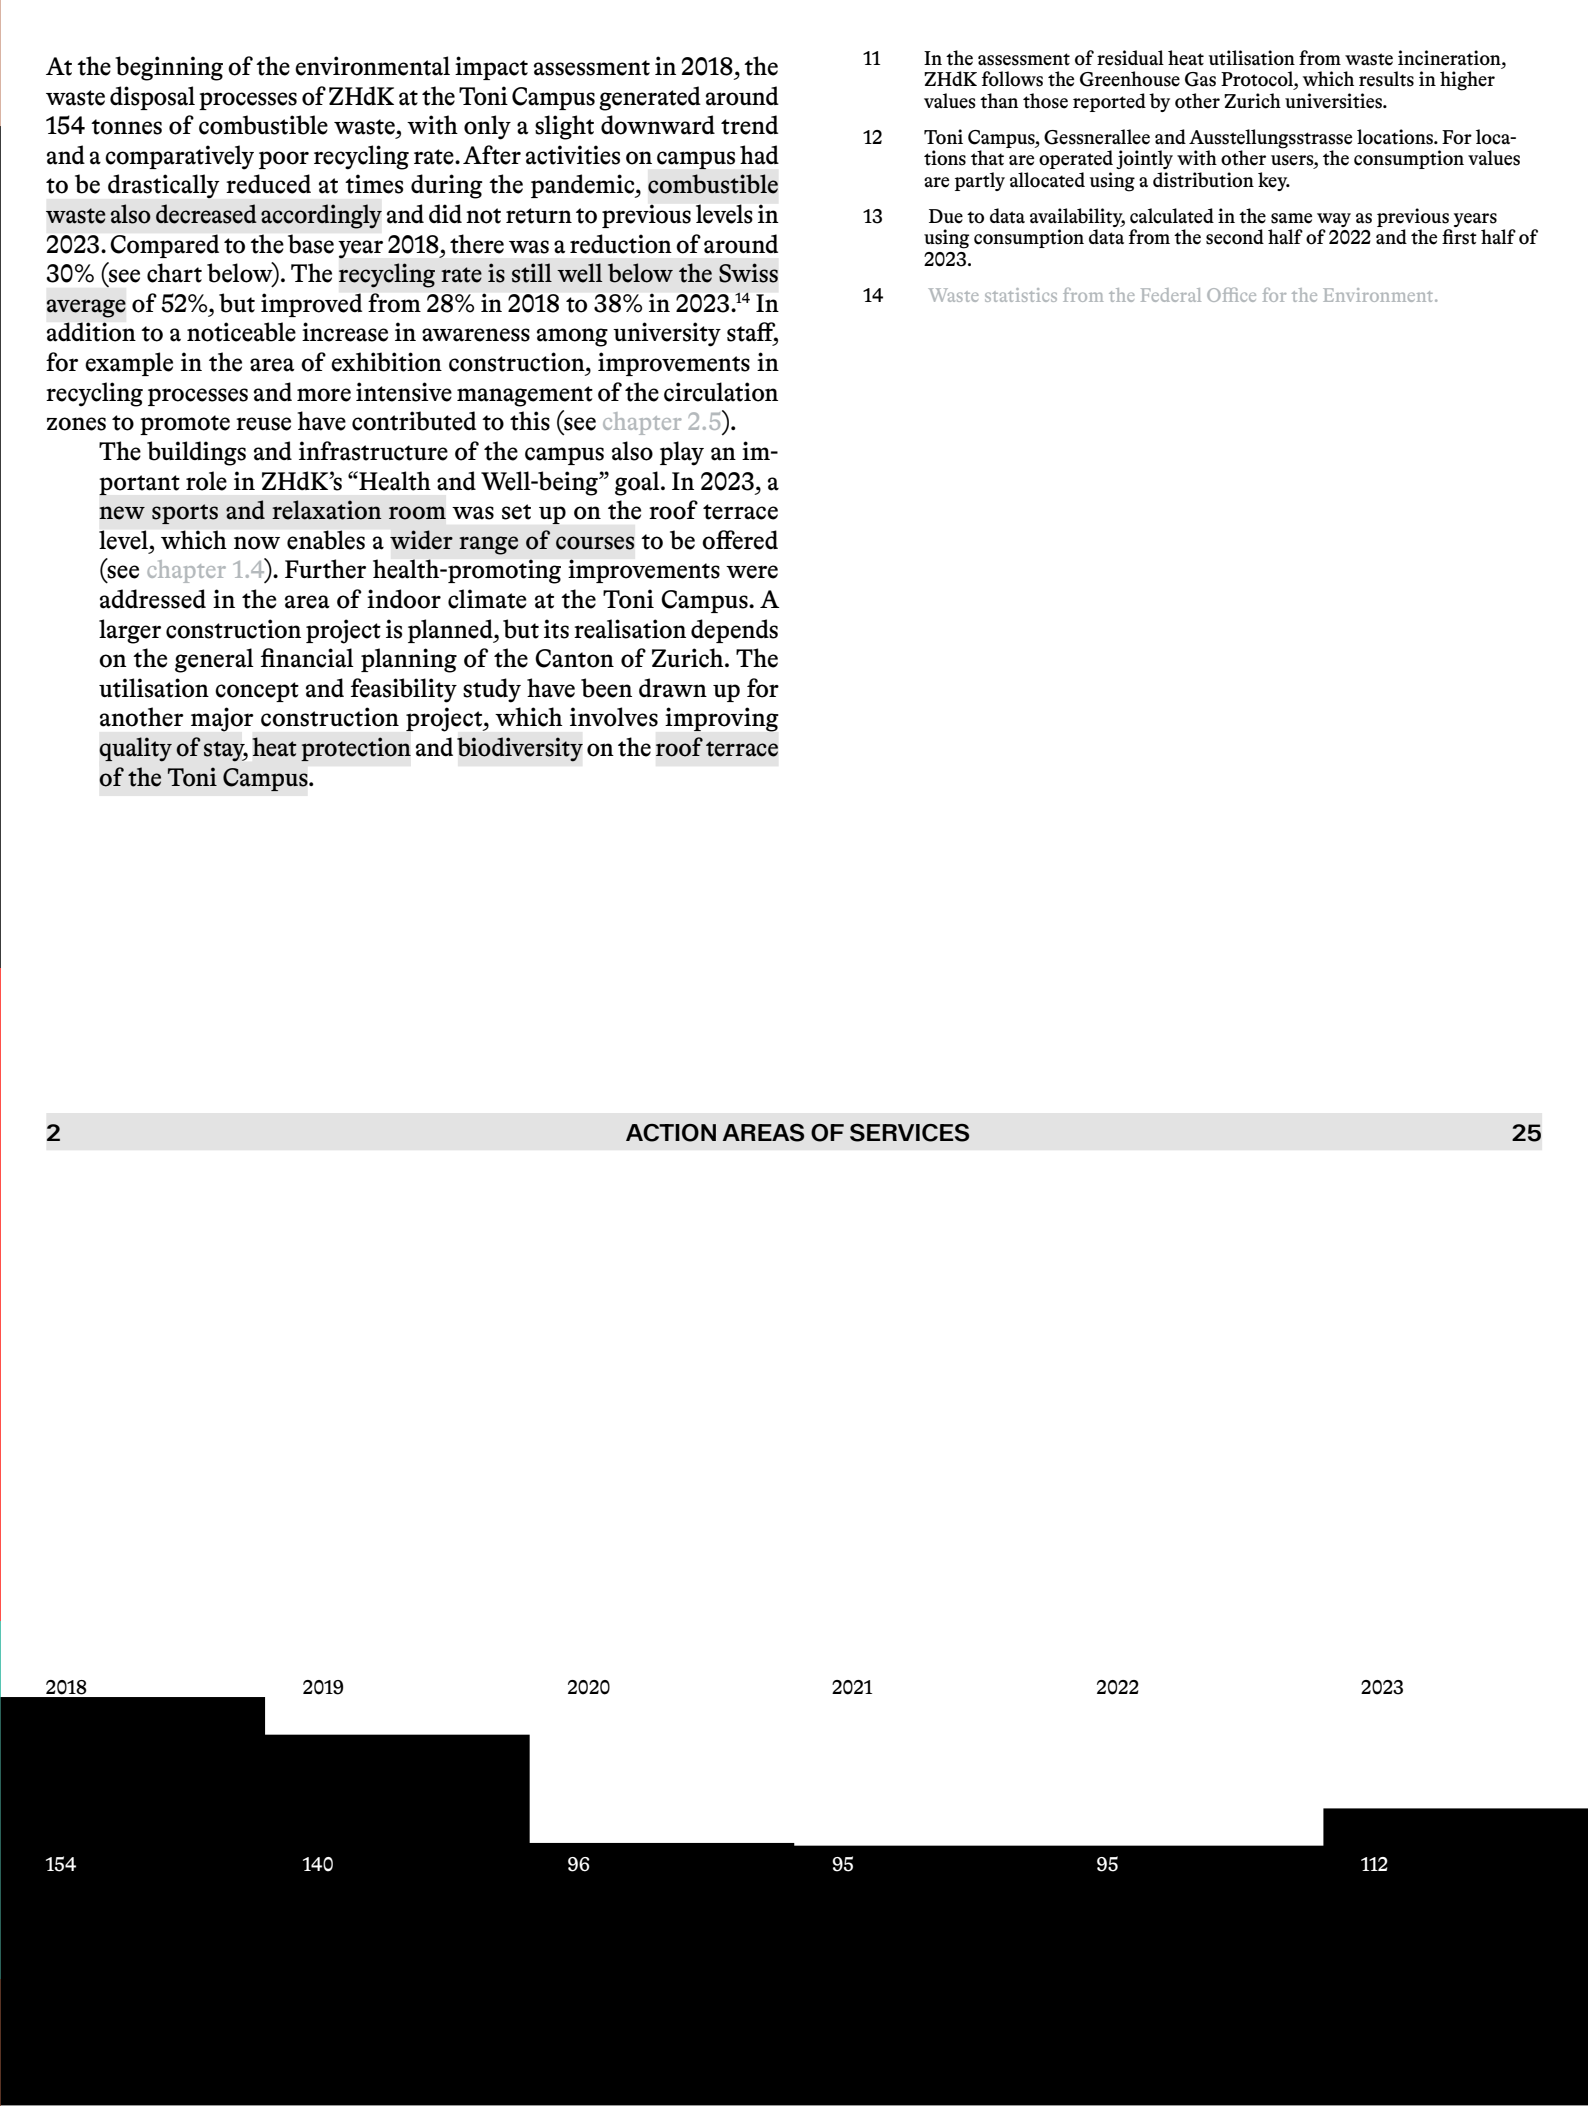 At the beginning of the environmental impact assessment in 2018, the
waste disposal processes of ZHdK at the Toni Campus generated around
154 tonnes of combustible waste, with only a slight downward trend
and a comparatively poor recycling rate. After activities on campus had
to be drastically reduced at times during the pandemic, combustible
waste also decreased accordingly and did not return to previous levels in
2023. Compared to the base year 2018, there was a reduction of around
30% (see chart below). The recycling rate is still well below the Swiss
average of 52%, but improved from 28% in 2018 to 38% in 2023.14 In
addition to a noticeable increase in awareness among university staff,
for example in the area of exhibition construction, improvements in
recycling processes and more intensive management of the circulation
zones to promote reuse have contributed to this (see chapter 2.5).
The buildings and infrastructure of the campus also play an im-
portant role in ZHdK’s “Health and Well-being” goal. In 2023, a
new sports and relaxation room was set up on the roof terrace
level, which now enables a wider range of courses to be offered
(see chapter 1.4). Further health-promoting improvements were
addressed in the area of indoor climate at the Toni Campus. A
larger construction project is planned, but its realisation depends
on the general financial planning of the Canton of Zurich. The
utilisation concept and feasibility study have been drawn up for
another major construction project, which involves improving
quality of stay, heat protection and biodiversity on the roof terrace
of the Toni Campus.
11 In the assessment of residual heat utilisation from waste incineration,
ZHdK follows the Greenhouse Gas Protocol, which results in higher
values than those reported by other Zurich universities.
12 Toni Campus, Gessnerallee and Ausstellungsstrasse locations. For loca-
tions that are operated jointly with other users, the consumption values
are partly allocated using a distribution key.
13 Due to data availability, calculated in the same way as previous years
using consumption data from the second half of 2022 and the first half of
2023.
14 Waste statistics from the Federal Office for the Environment.
2 ACTION AREAS OF SERVICES 25
2018 2019 2020 2021 2022 2023
154 140 96 95 95 112